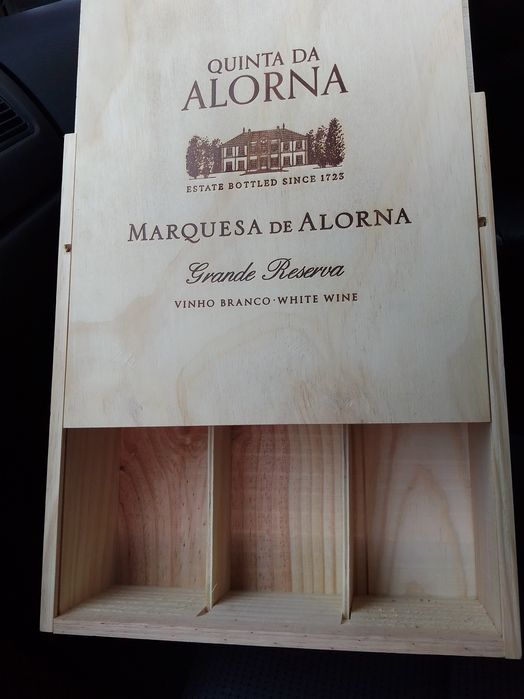 QUINTA DA
ALORNA
ESTATE BOTTLED SINCE 1723
MARQUESA DE ALORNA
Grande Reserva
VINHO BRANCO · WHITE WINE